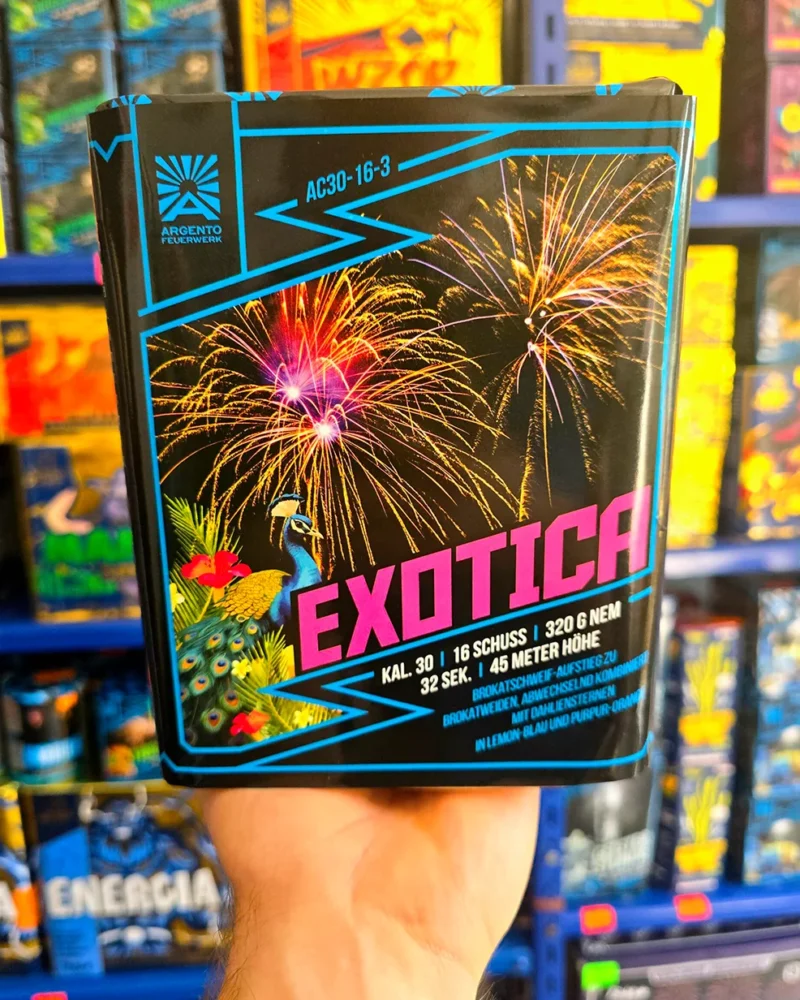 WZÓR
AC30-16-3
ARGENTO
FEUERWERK
EXOTICA
KAL. 30 | 16 SCHUSS | 320 G NEM
32 SEK. | 45 METER HÖHE
BROKATSCHWEIF-AUFSTIEG ZU
BROKATWEIDEN, ABWECHSELND KOMBINIERT
MIT DAHLIENSTERNEN
IN LEMON-BLAU UND PURPUR-ORANGE
ENERGIA